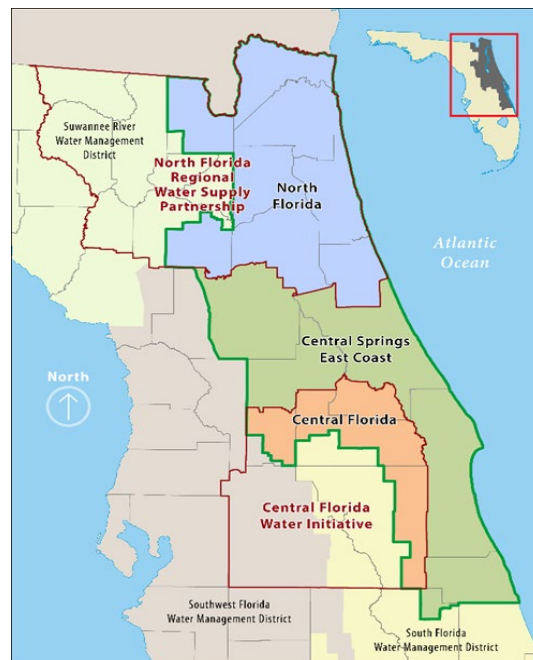 Suwannee River
Water Management
District
North Florida
Regional
Water Supply
Partnership
North
Florida
Atlantic
Ocean
Central Springs
East Coast
North
Central Florida
Central Florida
Water Initiative
Southwest Florida
Water Management District
South Florida
Water Management District